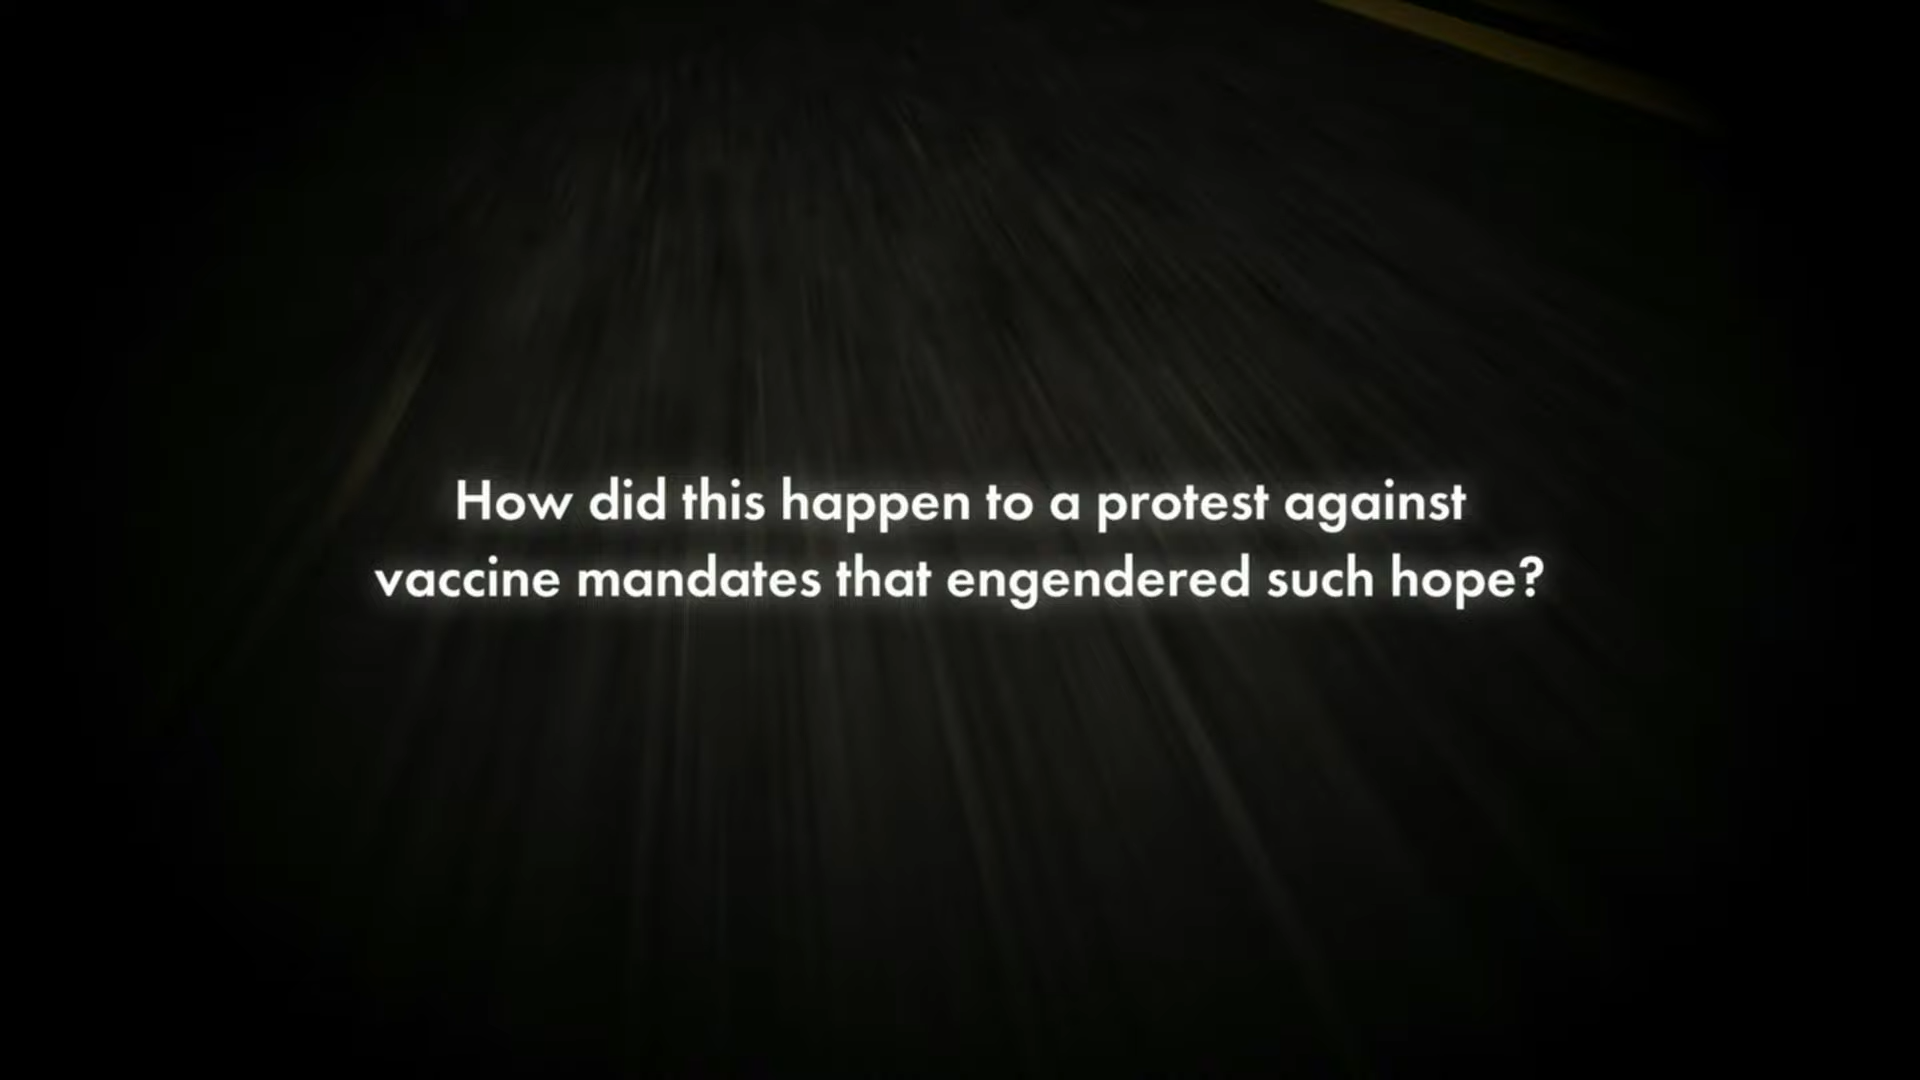 How did this happen to a protest against
vaccine mandates that engendered such hope?